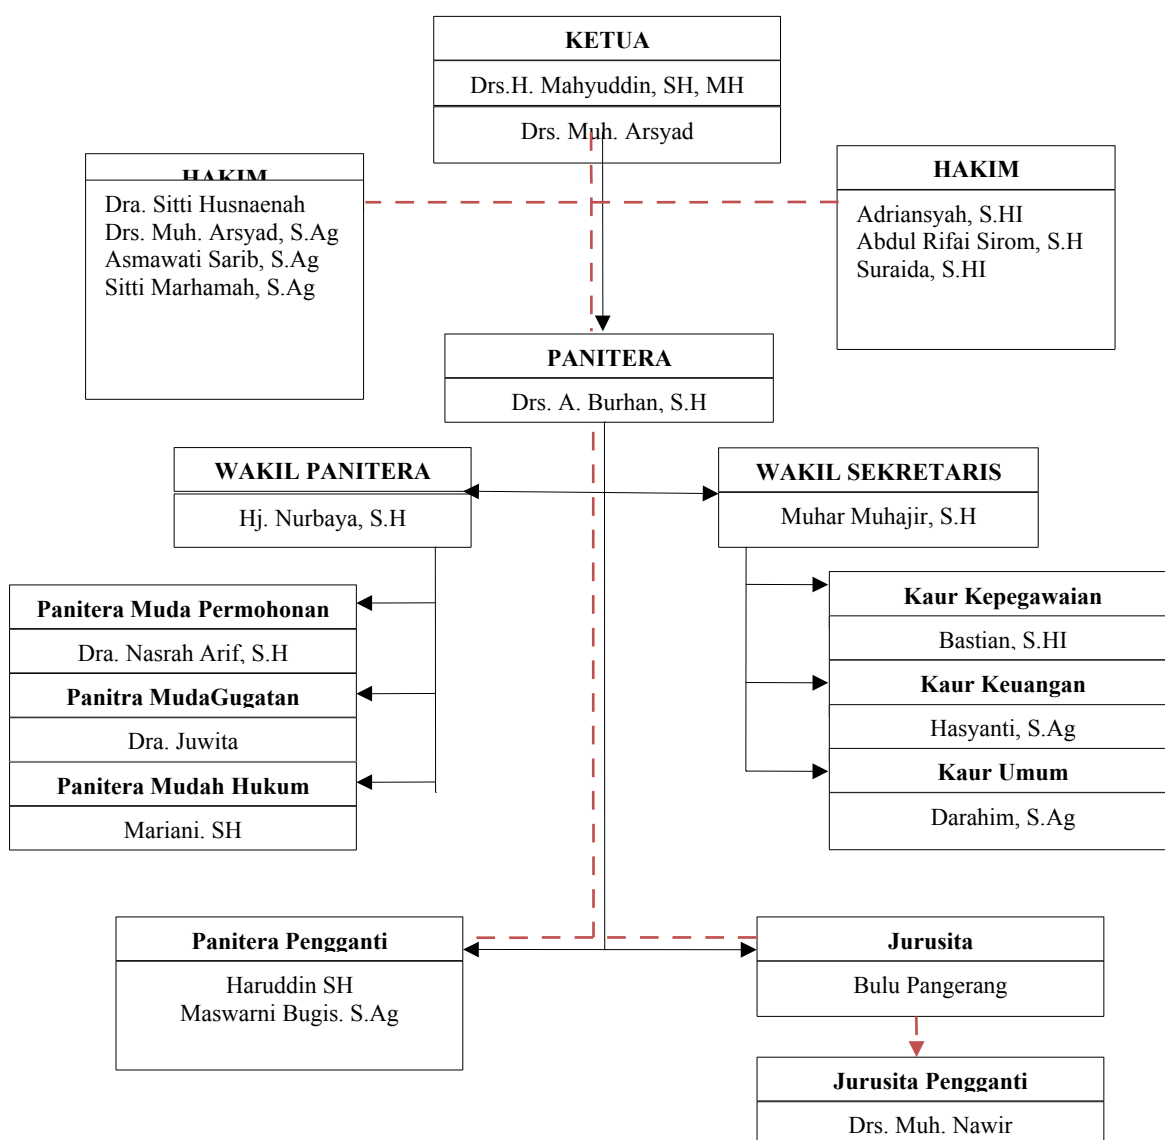 KETUA
Drs.H. Mahyuddin, SH, MH
Drs. Muh. Arsyad
HAKIM
Dra. Sitti Husnaenah
Drs. Muh. Arsyad, S.Ag
Asmawati Sarib, S.Ag
Sitti Marhamah, S.Ag
HAKIM
Adriansyah, S.HI
Abdul Rifai Sirom, S.H
Suraida, S.HI
PANITERA
Drs. A. Burhan, S.H
WAKIL PANITERA
Hj. Nurbaya, S.H
WAKIL SEKRETARIS
Muhar Muhajir, S.H
Panitera Muda Permohonan
Dra. Nasrah Arif, S.H
Panitra MudaGugatan
Dra. Juwita
Panitera Mudah Hukum
Mariani. SH
Kaur Kepegawaian
Bastian, S.HI
Kaur Keuangan
Hasyanti, S.Ag
Kaur Umum
Darahim, S.Ag
Panitera Pengganti
Haruddin SH
Maswarni Bugis. S.Ag
Jurusita
Bulu Pangerang
Jurusita Pengganti
Drs. Muh. Nawir